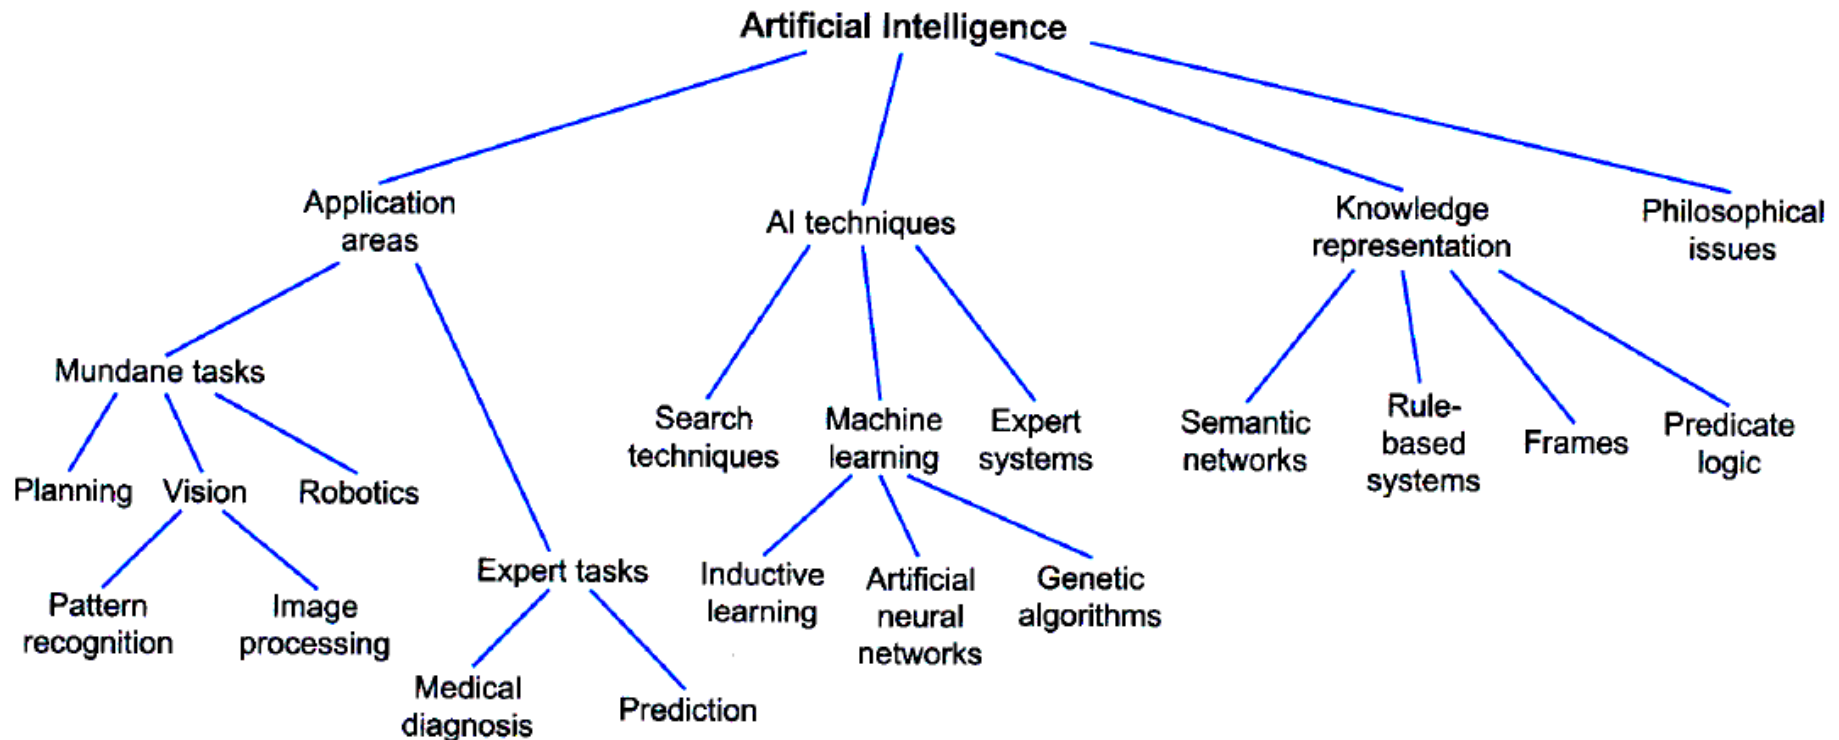 Artificial Intelligence
Application
areas
AI techniques
Knowledge
representation
Philosophical
issues
Mundane tasks
Planning
Vision
Robotics
Pattern
recognition
Image
processing
Expert tasks
Medical
diagnosis
Prediction
Search
techniques
Machine
learning
Expert
systems
Inductive
learning
Artificial
neural
networks
Genetic
algorithms
Semantic
networks
Rule-
based
systems
Frames
Predicate
logic